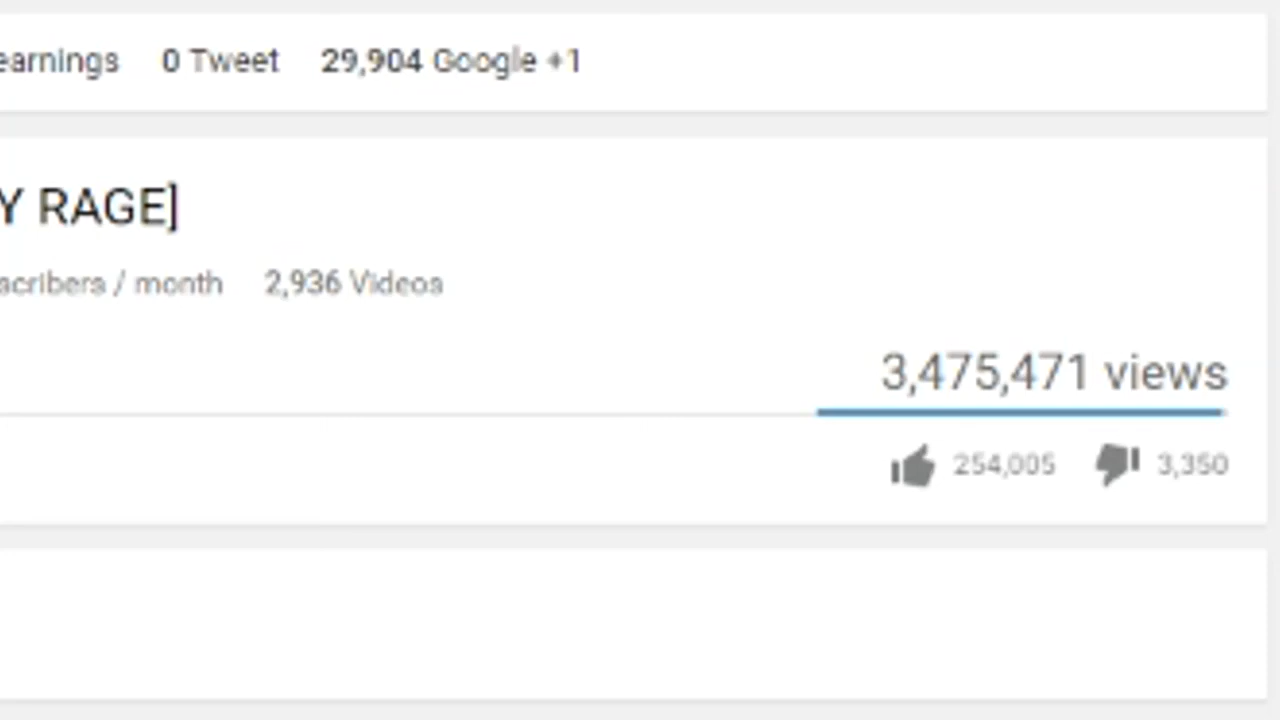 earnings 0 Tweet 29,904 Google +1
Y RAGE]
scribers / month 2,936 Videos
3,475,471 views
254,005 3,350